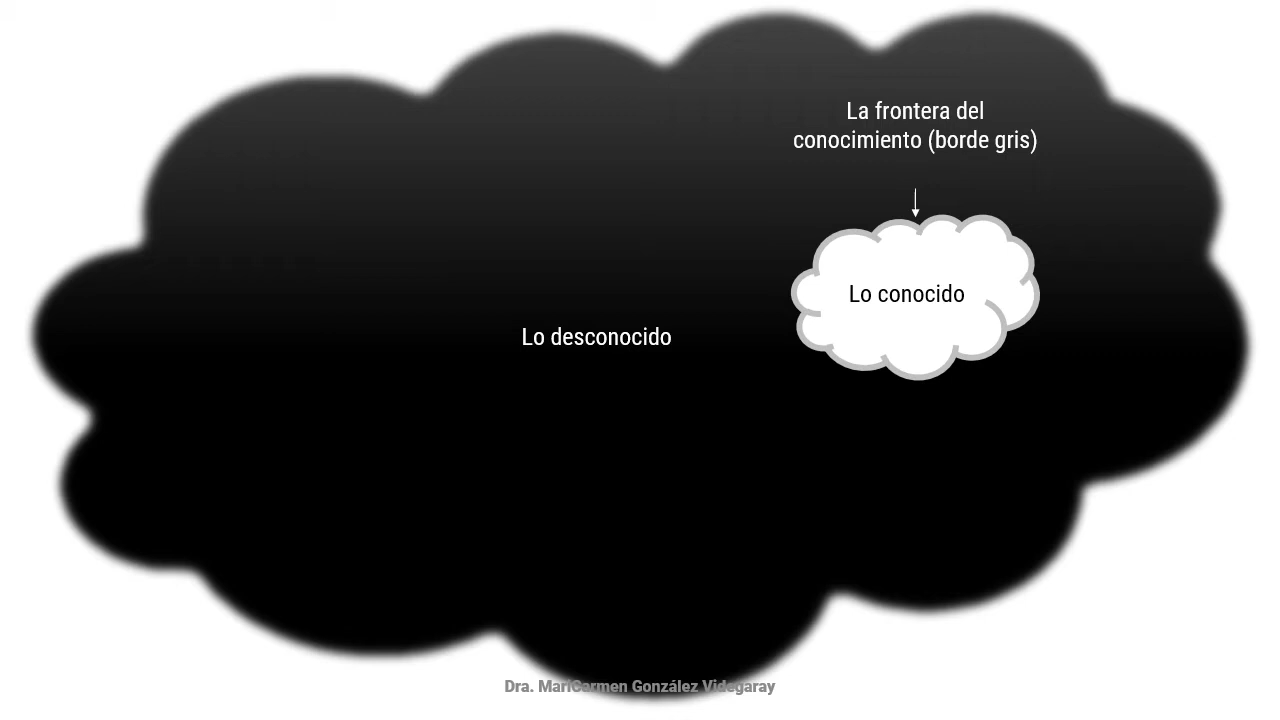 La frontera del
conocimiento (borde gris)
Lo conocido
Lo desconocido
Dra. MariCarmen González Videgaray